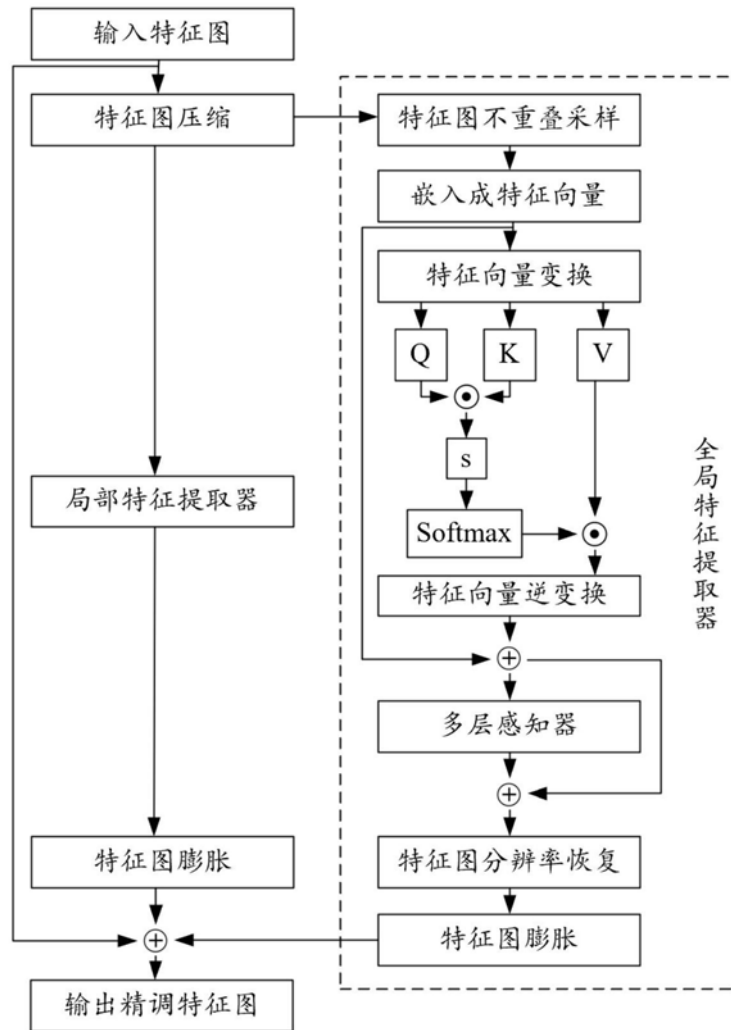 输入特征图
特征图压缩
局部特征提取器
特征图膨胀
输出精调特征图
特征图不重叠采样
嵌入成特征向量
特征向量变换
Q
K
V
s
Softmax
特征向量逆变换
多层感知器
特征图分辨率恢复
特征图膨胀
全局特征提取器